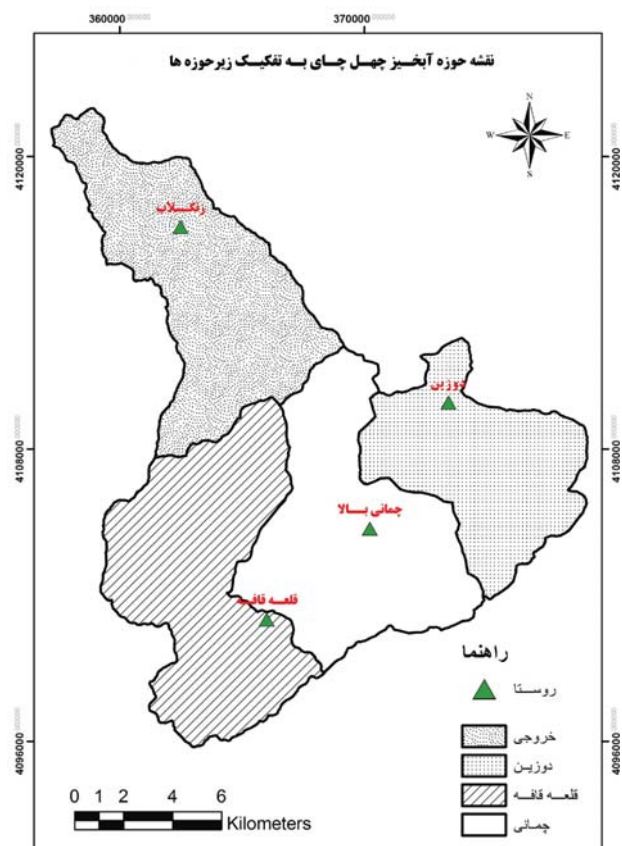 360000 370000
نقشه حوزه آبخیز چهل چای به تفکیک زیرحوزه ها
N
W E
S
4120000 4120000
زنگلاب
دوزین
4108000 4108000
چمانی بالا
قلعه قافه
راهنما
روستا
4096000 4096000
خروجی
دوزین
قلعه قافه
چمانی
0 1 2 4 6
Kilometers